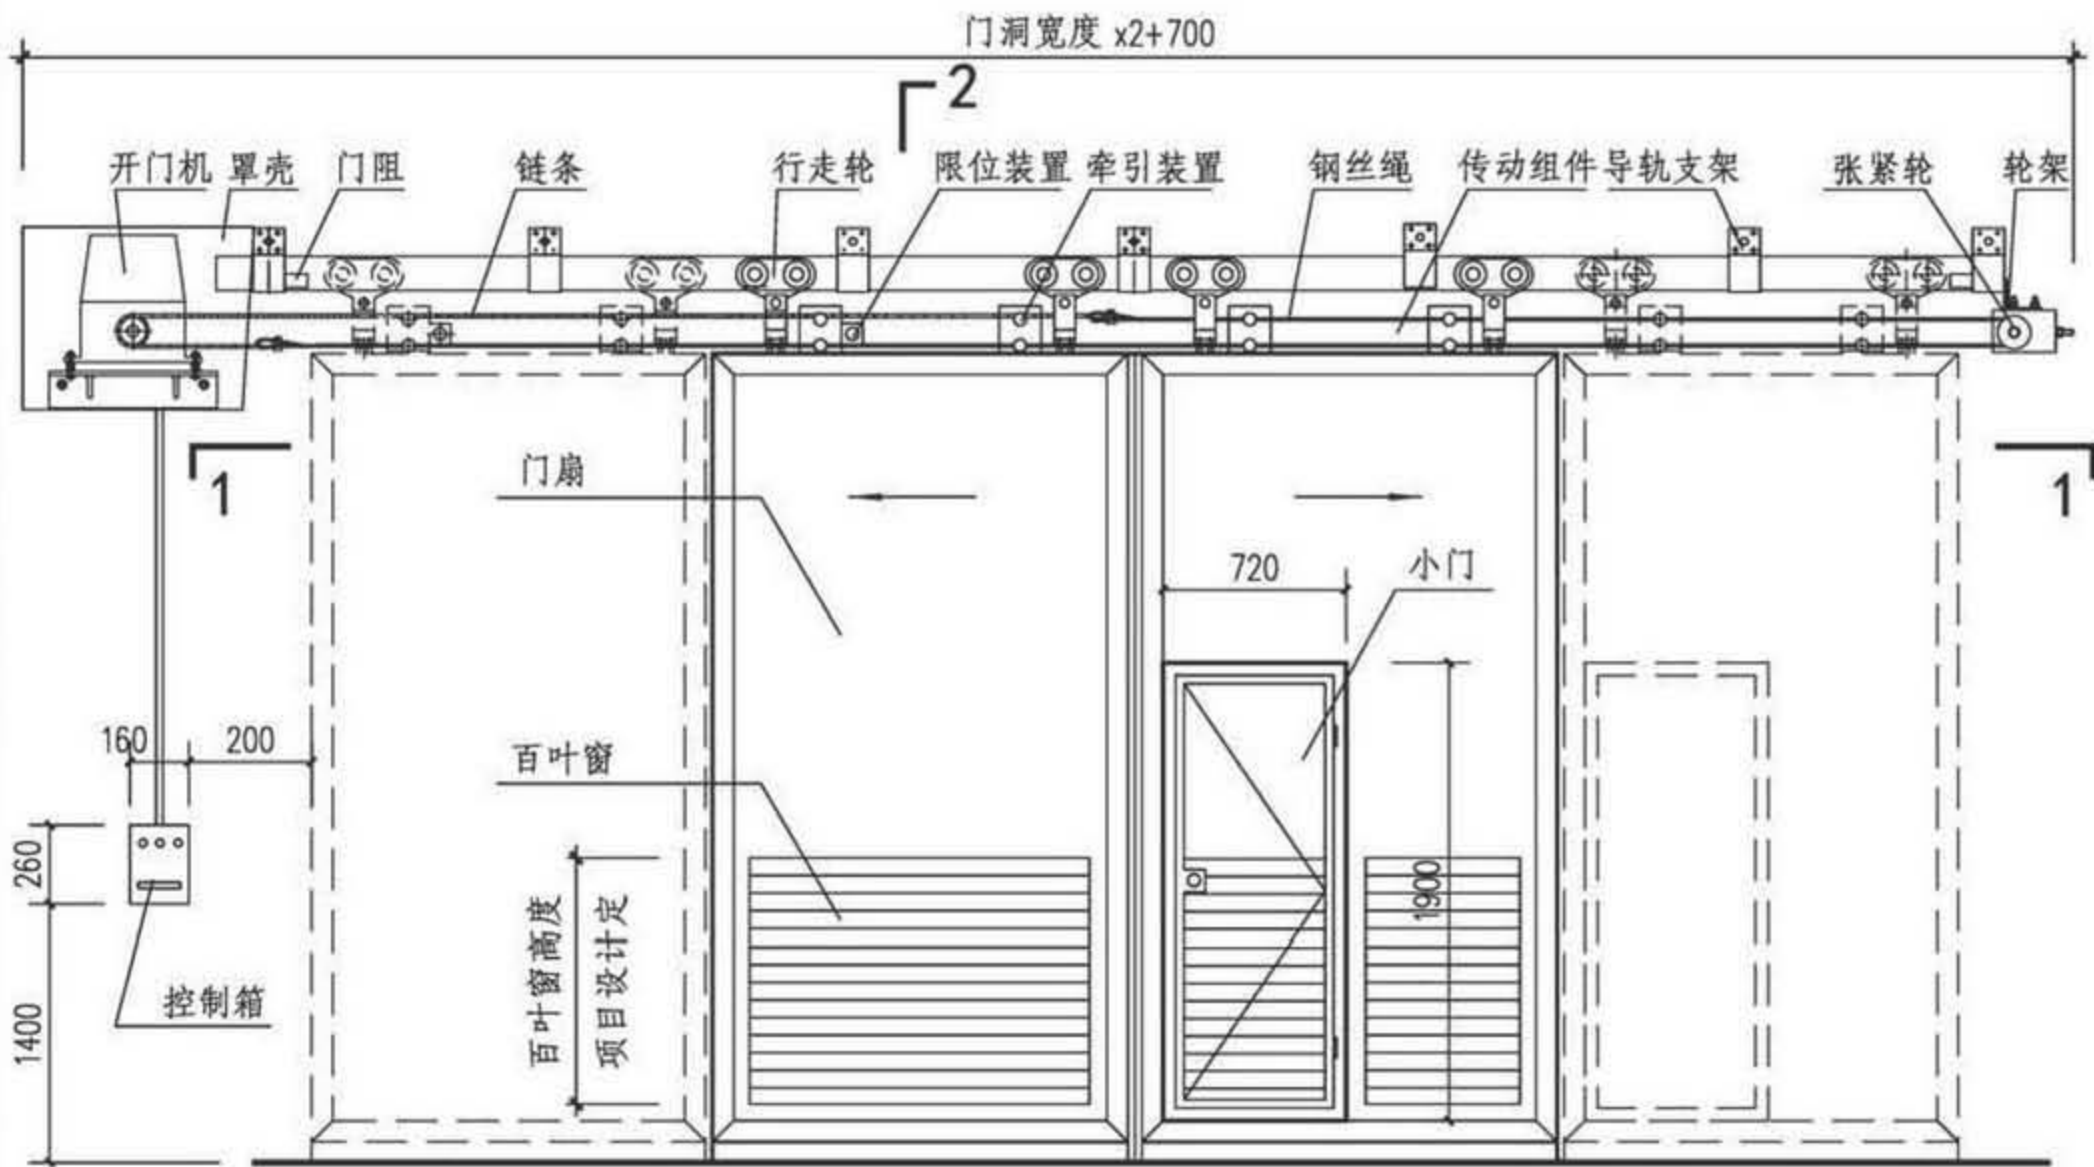 门洞宽度 x2+700
2
开门机 罩壳 门阻 链条 行走轮 限位装置 牵引装置 钢丝绳 传动组件 导轨支架 张紧轮 轮架
1
1
门扇
720
小门
160
200
百叶窗
260
1900
百叶窗高度
项目设计定
控制箱
1400